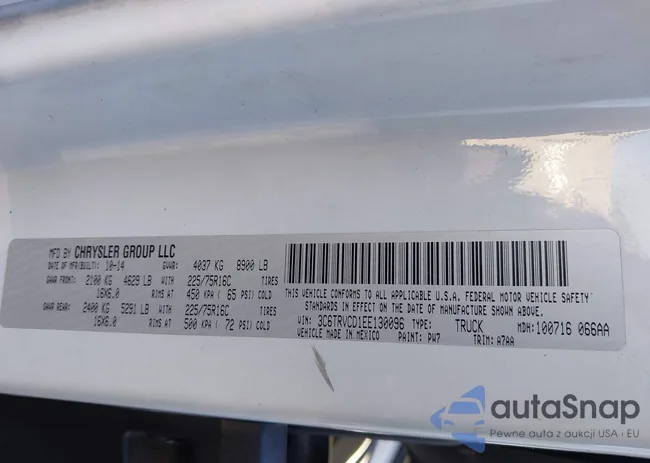 MFD BY CHRYSLER GROUP LLC
DATE OF MFR(BUILT): 10-14 GVWR: 4037 KG 8900 LB
GAWR FRONT: 2100 KG 4629 LB WITH 225/75R16C TIRES
16X6.0 RIMS AT 450 KPA ( 65 PSI) COLD
GAWR REAR: 2400 KG 5291 LB WITH 225/75R16C TIRES
16X6.0 RIMS AT 500 KPA ( 72 PSI) COLD
THIS VEHICLE CONFORMS TO ALL APPLICABLE U.S.A. FEDERAL MOTOR VEHICLE SAFETY
STANDARDS IN EFFECT ON THE DATE OF MANUFACTURE SHOWN ABOVE.
VIN: 3C6TRVCD1EE130096 TYPE: TRUCK MDH:100716 066AA
VEHICLE MADE IN MEXICO PAINT: PW7 TRIM: A7AA
autaSnap
Pewne auta z aukcji USA i EU